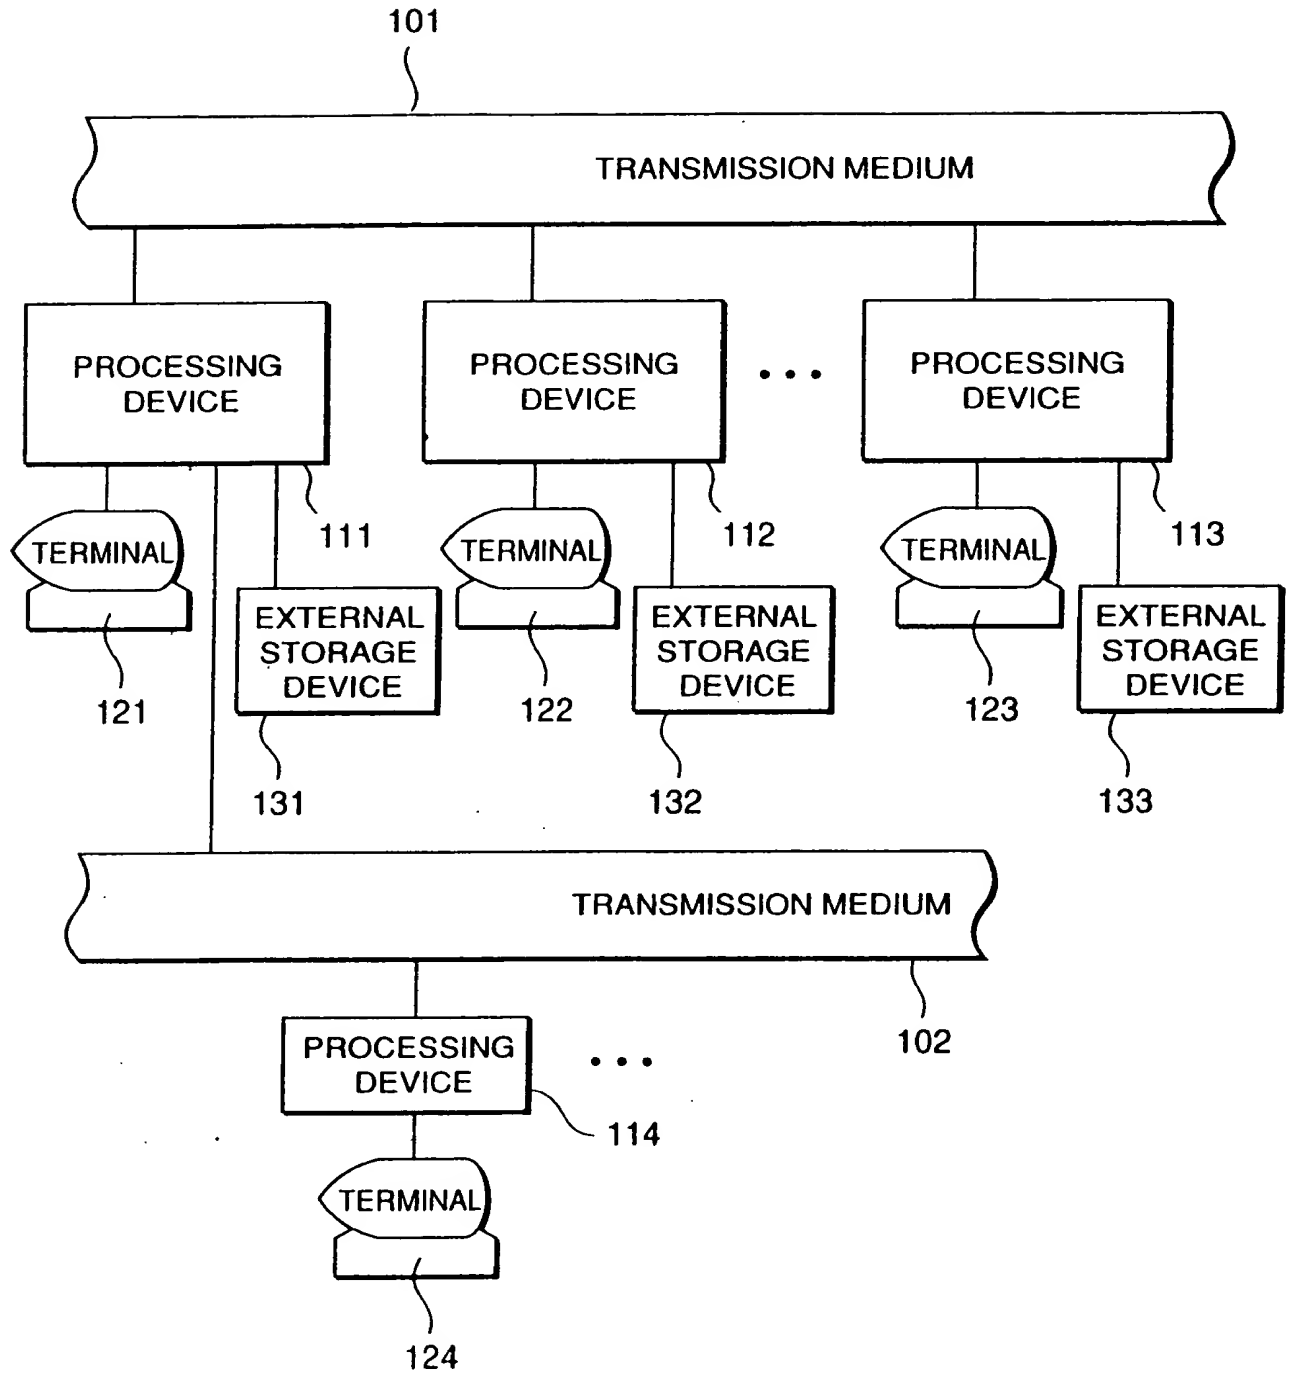 101
TRANSMISSION MEDIUM
PROCESSING
DEVICE
PROCESSING
DEVICE
PROCESSING
DEVICE
111
112
113
TERMINAL
TERMINAL
TERMINAL
EXTERNAL
STORAGE
DEVICE
EXTERNAL
STORAGE
DEVICE
EXTERNAL
STORAGE
DEVICE
121
122
123
131
132
133
TRANSMISSION MEDIUM
102
PROCESSING
DEVICE
114
TERMINAL
124